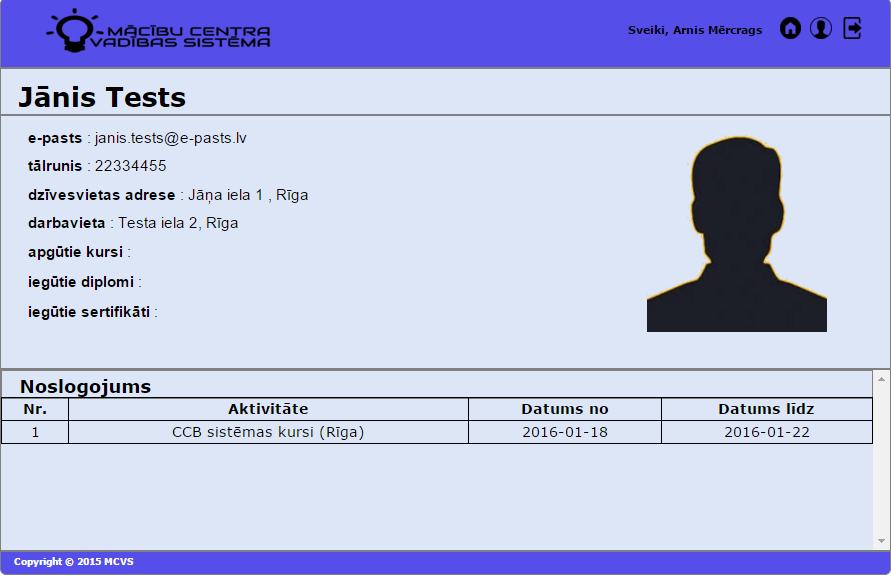 MĀCĪBU CENTRA
VADĪBAS SISTĒMA
Sveiki, Arnis Mērcrags
Jānis Tests
e-pasts : janis.tests@e-pasts.lv
tālrunis : 22334455
dzīvesvietas adrese : Jāņa iela 1 , Rīga
darbavieta : Testa iela 2, Rīga
apgūtie kursi :
iegūtie diplomi :
iegūtie sertifikāti :
Noslogojums
Nr. Aktivitāte Datums no Datums līdz
1 CCB sistēmas kursi (Rīga) 2016-01-18 2016-01-22
Copyright © 2015 MCVS